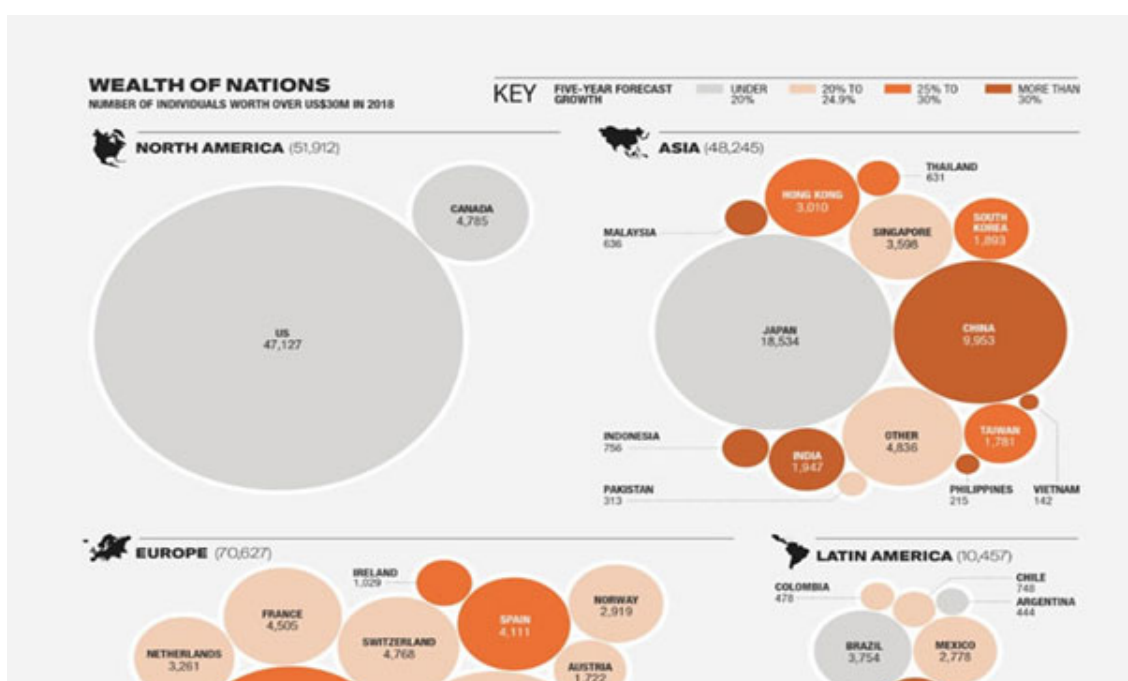 WEALTH OF NATIONS
NUMBER OF INDIVIDUALS WORTH OVER US$30M IN 2018
KEY
FIVE-YEAR FORECAST
GROWTH
UNDER
20%
20% TO
24.9%
25% TO
30%
MORE THAN
30%
NORTH AMERICA (51,912)
CANADA
4,785
US
47,127
ASIA (48,245)
THAILAND
631
HONG KONG
3,010
MALAYSIA
636
SINGAPORE
3,598
SOUTH
KOREA
1,893
JAPAN
18,534
CHINA
9,953
INDONESIA
756
INDIA
1,947
OTHER
4,836
TAIWAN
1,781
PAKISTAN
313
PHILIPPINES
215
VIETNAM
142
EUROPE (70,627)
IRELAND
1,029
FRANCE
4,505
SPAIN
4,111
NORWAY
2,919
SWITZERLAND
4,768
NETHERLANDS
3,261
AUSTRIA
1,722
LATIN AMERICA (10,457)
COLOMBIA
478
CHILE
748
ARGENTINA
444
BRAZIL
3,754
MEXICO
2,778